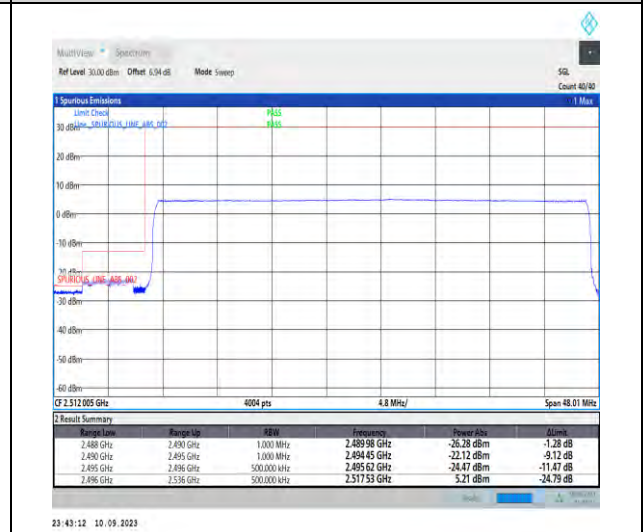 MultiView Spectrum
Ref Level 30.00 dBm Offset 6.94 dB Mode Sweep SGL
Count 40/40
1 Spurious Emissions 1 Max
Limit Check PASS
30 dBm Line _SPURIOUS_LINE_ABS_002 PASS
20 dBm
10 dBm
0 dBm
-10 dBm
-20 dBm
SPURIOUS_LINE_ABS_002
-30 dBm
-40 dBm
-50 dBm
-60 dBm
CF 2.512 005 GHz 4004 pts 4.8 MHz/ Span 48.01 MHz
2 Result Summary
Range Low Range Up RBW Frequency Power Abs ΔLimit
2.488 GHz 2.490 GHz 1.000 MHz 2.489 98 GHz -26.28 dBm -1.28 dB
2.490 GHz 2.495 GHz 1.000 MHz 2.494 45 GHz -22.12 dBm -9.12 dB
2.495 GHz 2.496 GHz 500.000 kHz 2.495 62 GHz -24.47 dBm -11.47 dB
2.496 GHz 2.536 GHz 500.000 kHz 2.517 53 GHz 5.21 dBm -24.79 dB
23:43:12 10.09.2023